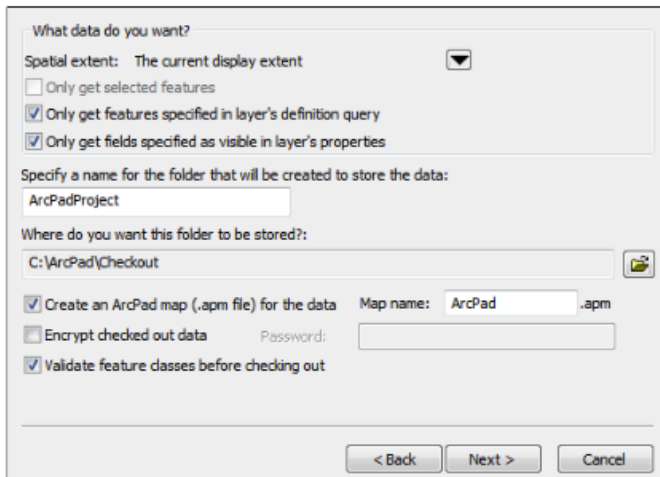 What data do you want?
Spatial extent: The current display extent
Only get selected features
Only get features specified in layer's definition query
Only get fields specified as visible in layer's properties
Specify a name for the folder that will be created to store the data:
ArcPadProject
Where do you want this folder to be stored?:
C:\ArcPad\Checkout
Create an ArcPad map (.apm file) for the data Map name: ArcPad .apm
Encrypt checked out data Password:
Validate feature classes before checking out
< Back Next > Cancel